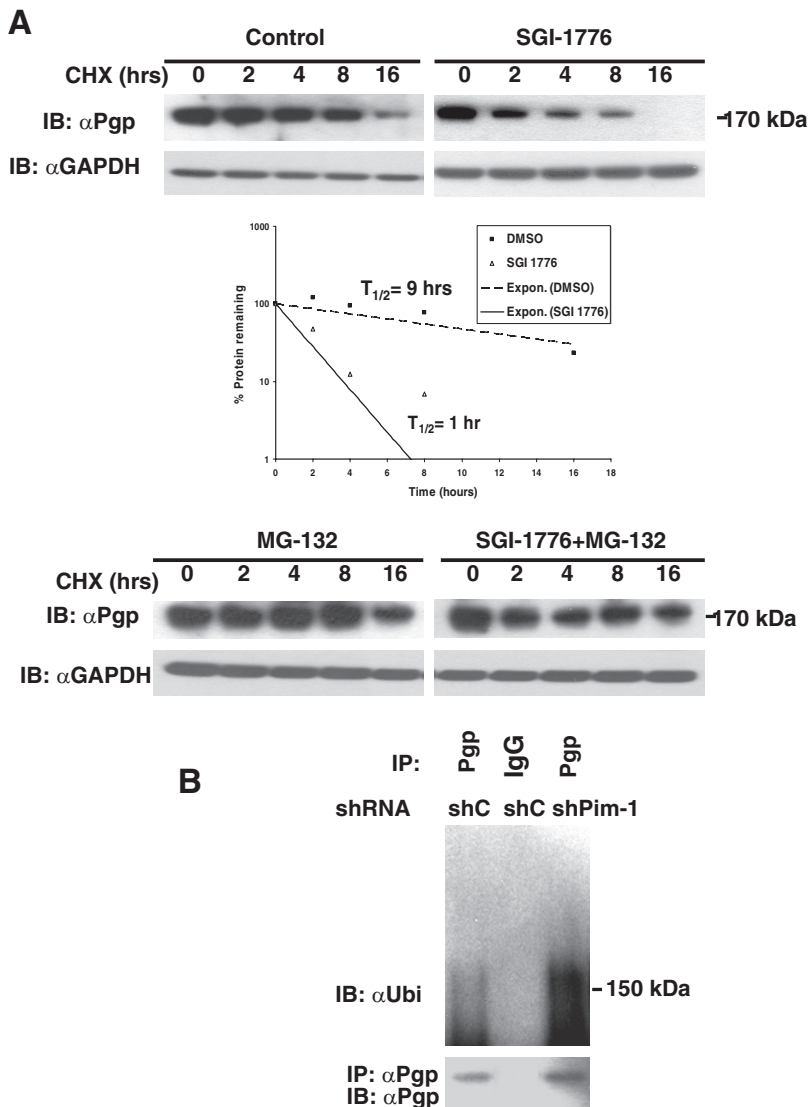 A
Control SGI-1776
CHX (hrs) 0 2 4 8 16 0 2 4 8 16
IB: αPgp 170 kDa
IB: αGAPDH
1000
100
10
1
% Protein remaining
DMSO
SGI 1776
Expon. (DMSO)
Expon. (SGI 1776)
T1/2= 9 hrs
T1/2= 1 hr
0 2 4 6 8 10 12 14 16 18
Time (hours)
MG-132 SGI-1776+MG-132
CHX (hrs) 0 2 4 8 16 0 2 4 8 16
IB: αPgp 170 kDa
IB: αGAPDH
B
IP: Pgp IgG Pgp
shRNA shC shC shPim-1
IB: αUbi 150 kDa
IP: αPgp
IB: αPgp